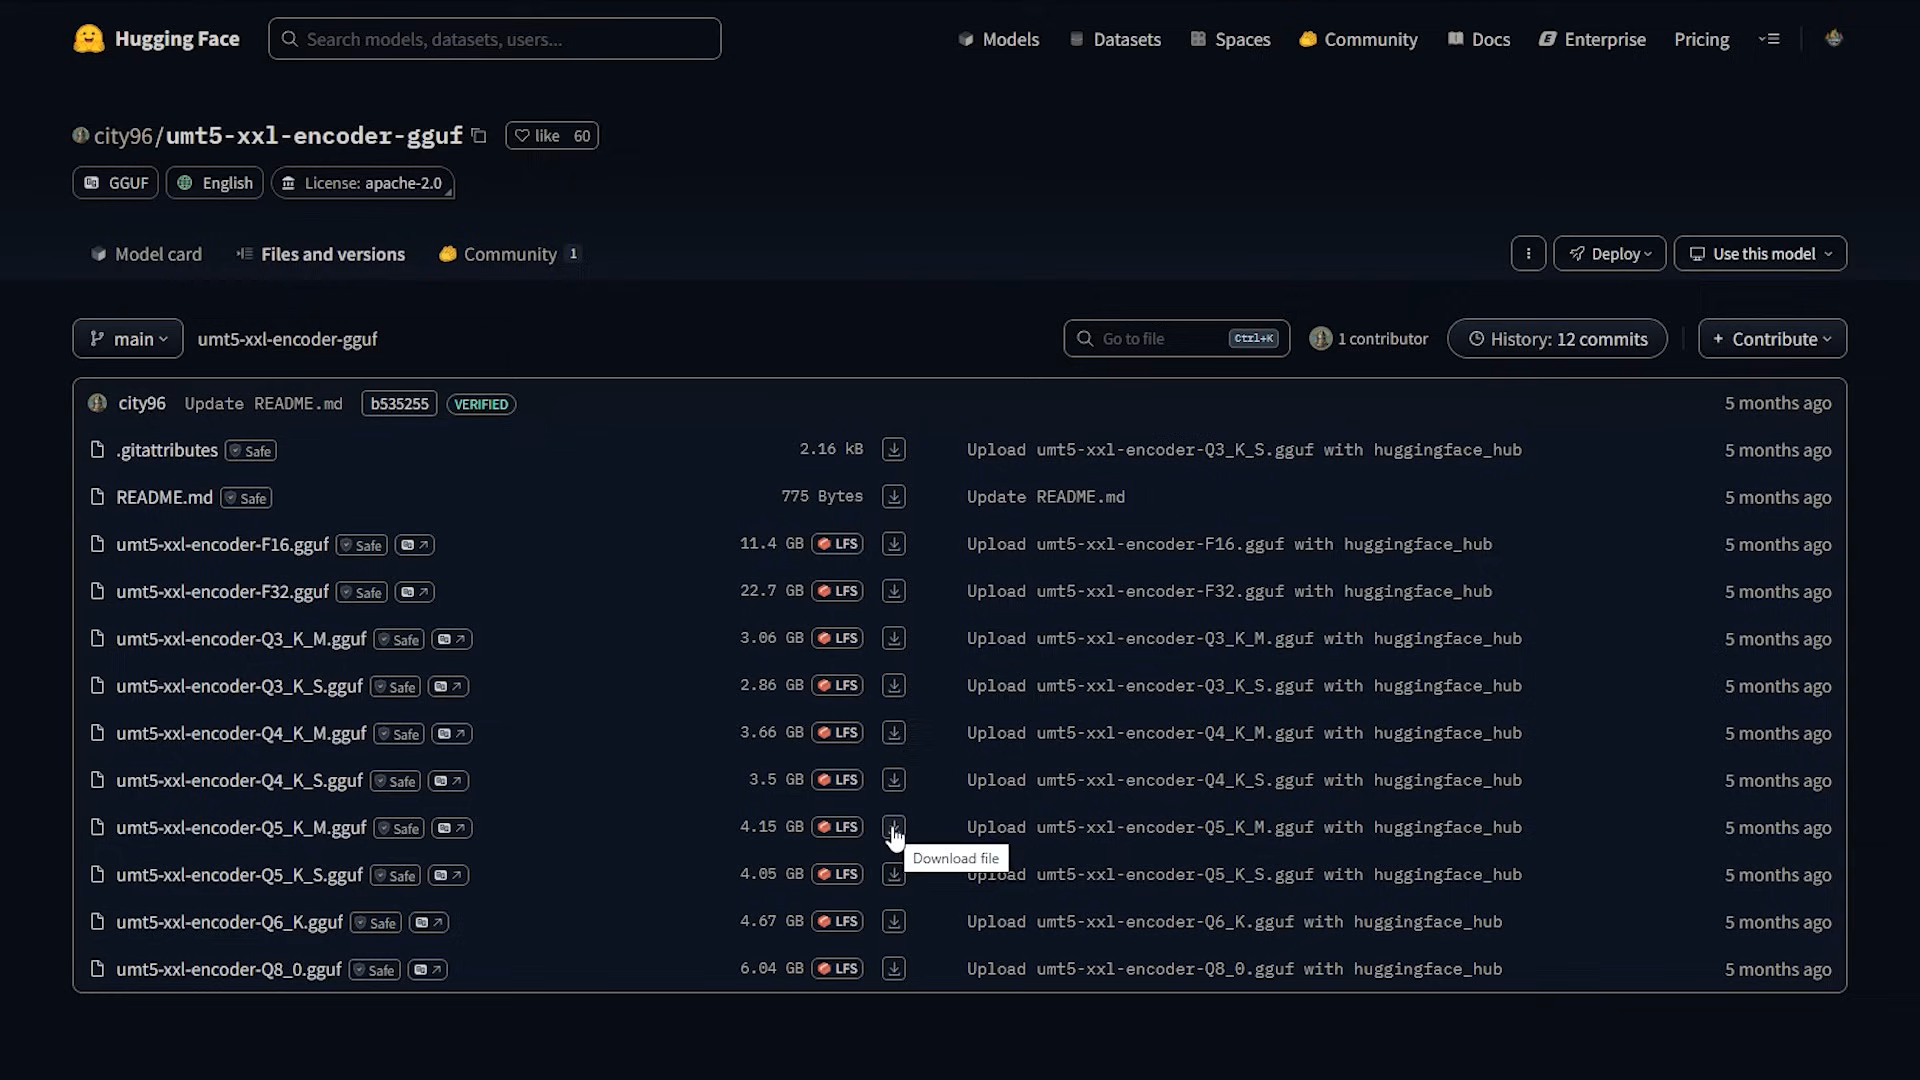 Hugging Face
Search models, datasets, users...
Models
Datasets
Spaces
Community
Docs
Enterprise
Pricing
city96/umt5-xxl-encoder-gguf
like 60
GGUF
English
License: apache-2.0
Model card
Files and versions
Community 1
Deploy
Use this model
main
umt5-xxl-encoder-gguf
Go to file
Ctrl+K
1 contributor
History: 12 commits
+ Contribute
city96 Update README.md b535255 VERIFIED 5 months ago
.gitattributes Safe 2.16 kB Upload umt5-xxl-encoder-Q3_K_S.gguf with huggingface_hub 5 months ago
README.md Safe 775 Bytes Update README.md 5 months ago
umt5-xxl-encoder-F16.gguf Safe 11.4 GB LFS Upload umt5-xxl-encoder-F16.gguf with huggingface_hub 5 months ago
umt5-xxl-encoder-F32.gguf Safe 22.7 GB LFS Upload umt5-xxl-encoder-F32.gguf with huggingface_hub 5 months ago
umt5-xxl-encoder-Q3_K_M.gguf Safe 3.06 GB LFS Upload umt5-xxl-encoder-Q3_K_M.gguf with huggingface_hub 5 months ago
umt5-xxl-encoder-Q3_K_S.gguf Safe 2.86 GB LFS Upload umt5-xxl-encoder-Q3_K_S.gguf with huggingface_hub 5 months ago
umt5-xxl-encoder-Q4_K_M.gguf Safe 3.66 GB LFS Upload umt5-xxl-encoder-Q4_K_M.gguf with huggingface_hub 5 months ago
umt5-xxl-encoder-Q4_K_S.gguf Safe 3.5 GB LFS Upload umt5-xxl-encoder-Q4_K_S.gguf with huggingface_hub 5 months ago
umt5-xxl-encoder-Q5_K_M.gguf Safe 4.15 GB LFS Upload umt5-xxl-encoder-Q5_K_M.gguf with huggingface_hub 5 months ago
Download file
umt5-xxl-encoder-Q5_K_S.gguf Safe 4.05 GB LFS Upload umt5-xxl-encoder-Q5_K_S.gguf with huggingface_hub 5 months ago
umt5-xxl-encoder-Q6_K.gguf Safe 4.67 GB LFS Upload umt5-xxl-encoder-Q6_K.gguf with huggingface_hub 5 months ago
umt5-xxl-encoder-Q8_0.gguf Safe 6.04 GB LFS Upload umt5-xxl-encoder-Q8_0.gguf with huggingface_hub 5 months ago